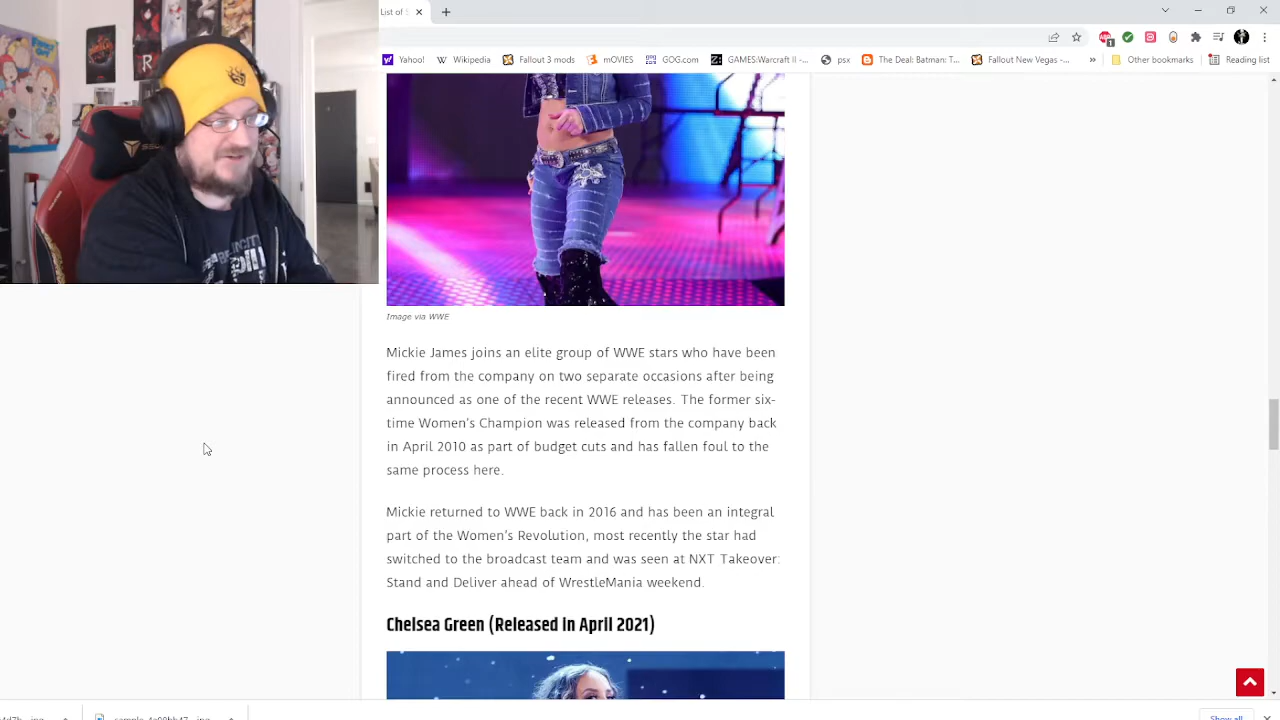 List of S
Yahoo!
Wikipedia
Fallout 3 mods
mOVIES
GOG.com
GAMES:Warcraft II -...
psx
The Deal: Batman: T...
Fallout New Vegas -...
»
Other bookmarks
Reading list
1
Image via WWE
Mickie James joins an elite group of WWE stars who have been
fired from the company on two separate occasions after being
announced as one of the recent WWE releases. The former six-
time Women's Champion was released from the company back
in April 2010 as part of budget cuts and has fallen foul to the
same process here.
Mickie returned to WWE back in 2016 and has been an integral
part of the Women's Revolution, most recently the star had
switched to the broadcast team and was seen at NXT Takeover:
Stand and Deliver ahead of WrestleMania weekend.
Chelsea Green (Released in April 2021)
Show all